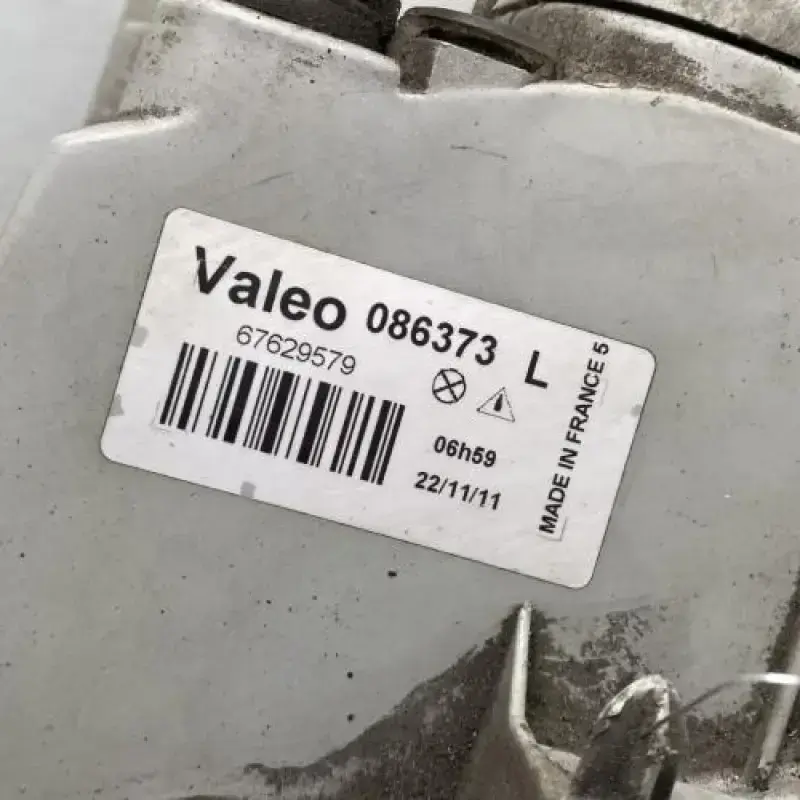 Valeo 086373 L
67629579
06h59
22/11/11
MADE IN FRANCE 5